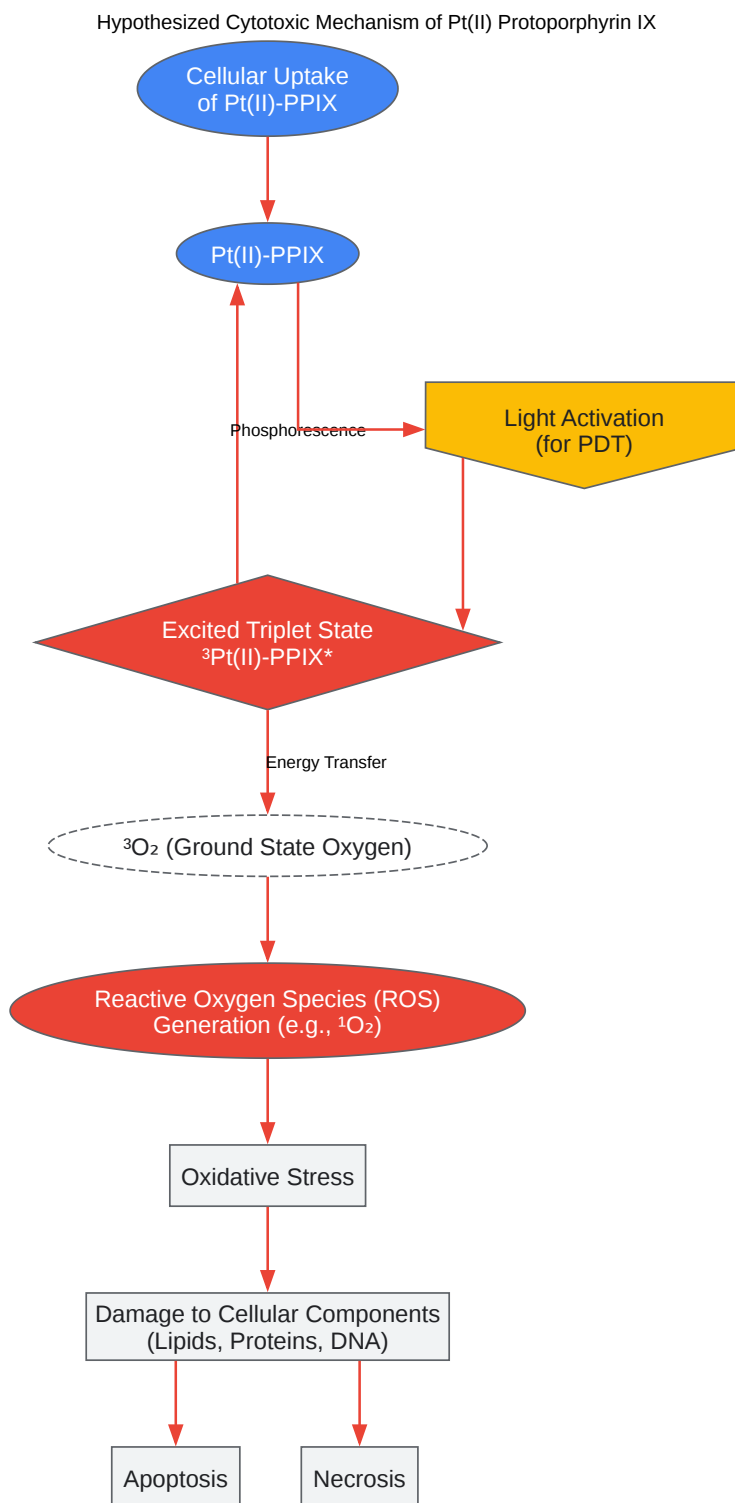 Hypothesized Cytotoxic Mechanism of Pt(II) Protoporphyrin IX
Cellular Uptake
of Pt(II)-PPIX
Pt(II)-PPIX
Light Activation
(for PDT)
Phosphorescence
Excited Triplet State
³Pt(II)-PPIX*
Energy Transfer
³O₂ (Ground State Oxygen)
Reactive Oxygen Species (ROS)
Generation (e.g., ¹O₂)
Oxidative Stress
Damage to Cellular Components
(Lipids, Proteins, DNA)
Apoptosis
Necrosis